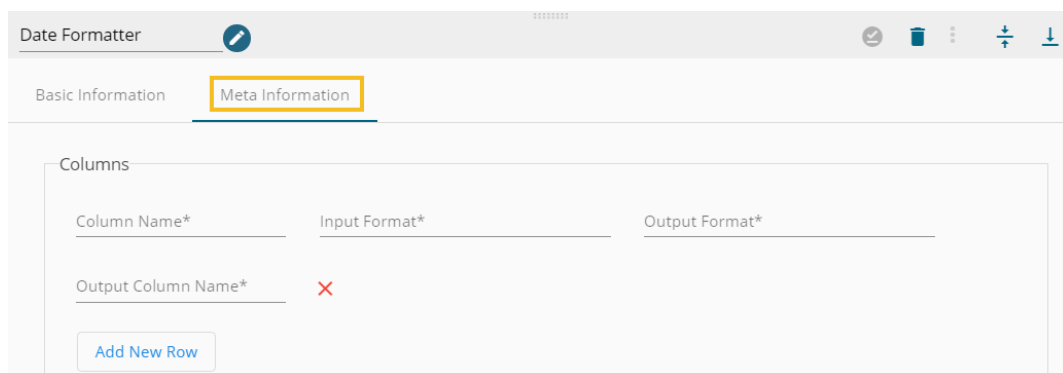 Date Formatter
Basic Information Meta Information
Columns
Column Name* Input Format* Output Format*
Output Column Name*
Add New Row